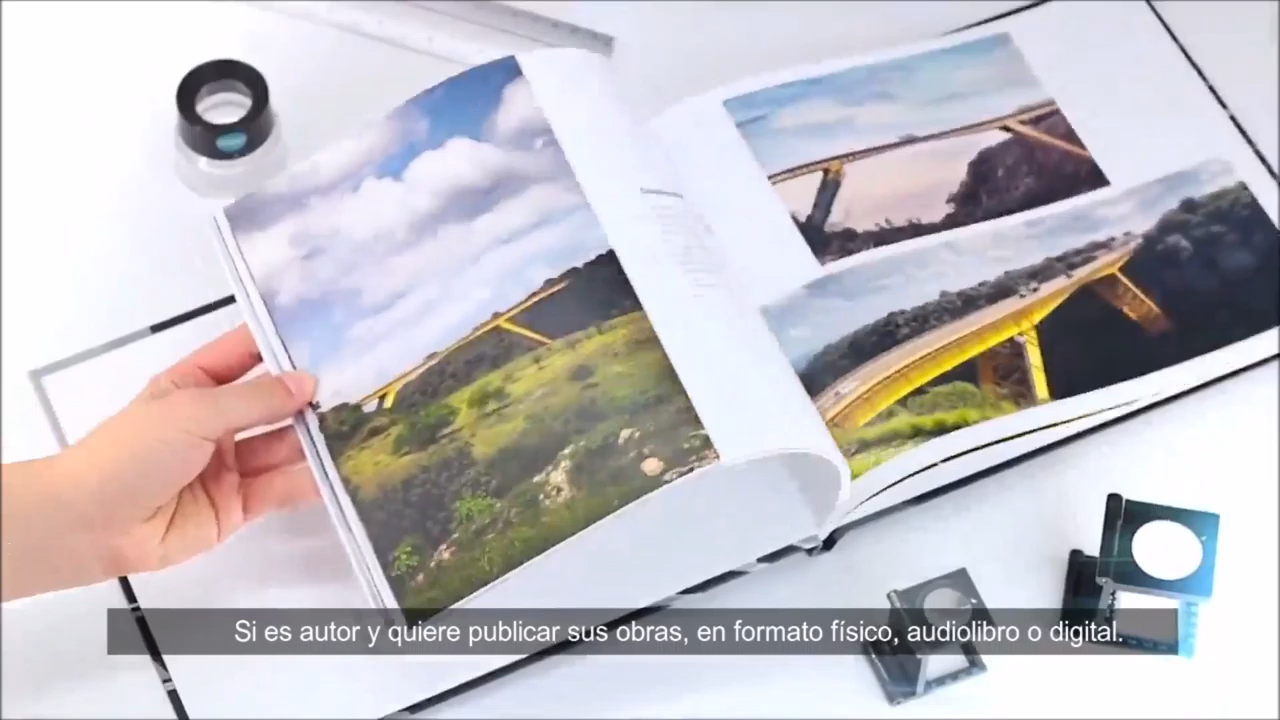 Si es autor y quiere publicar sus obras, en formato físico, audiolibro o digital.